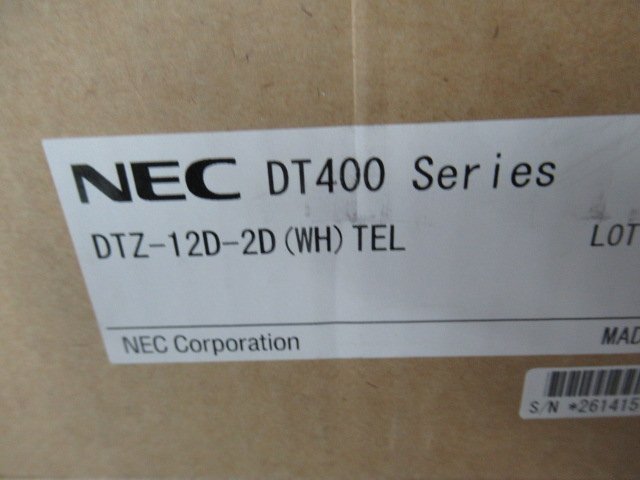 NEC DT400 Series
DTZ-12D-2D(WH)TEL LOT
NEC Corporation MAD
S/N *261415